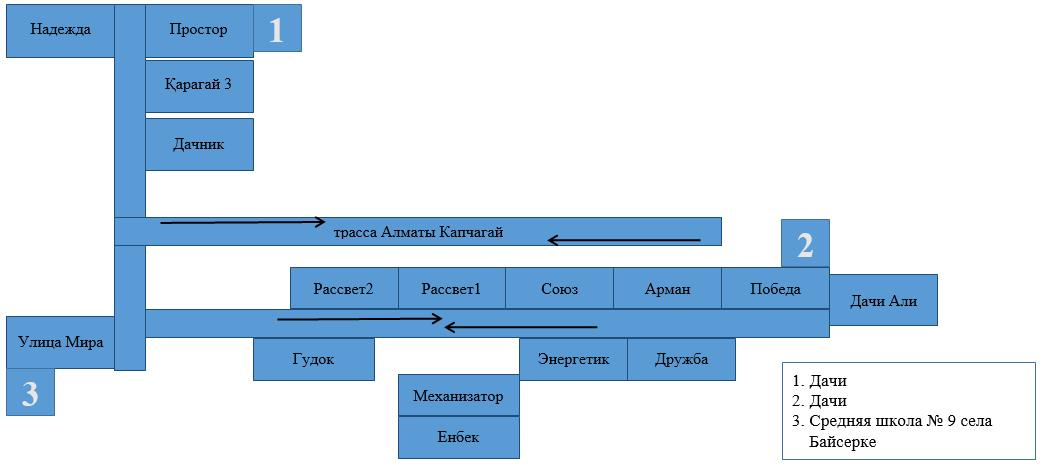 Надежда
Простор
1
Қарагай 3
Дачник
трасса Алматы Капчагай
2
Рассвет2
Рассвет1
Союз
Арман
Победа
Дачи Али
Улица Мира
Гудок
Энергетик
Дружба
3
Механизатор
Енбек
1. Дачи
2. Дачи
3. Средняя школа № 9 села
Байсерке